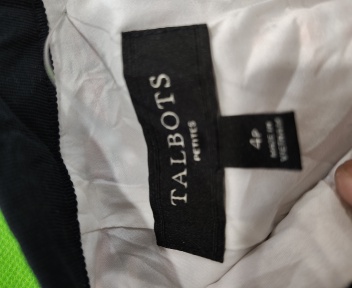 TALBOTS
PETITES
4P
MADE IN
VIETNAM